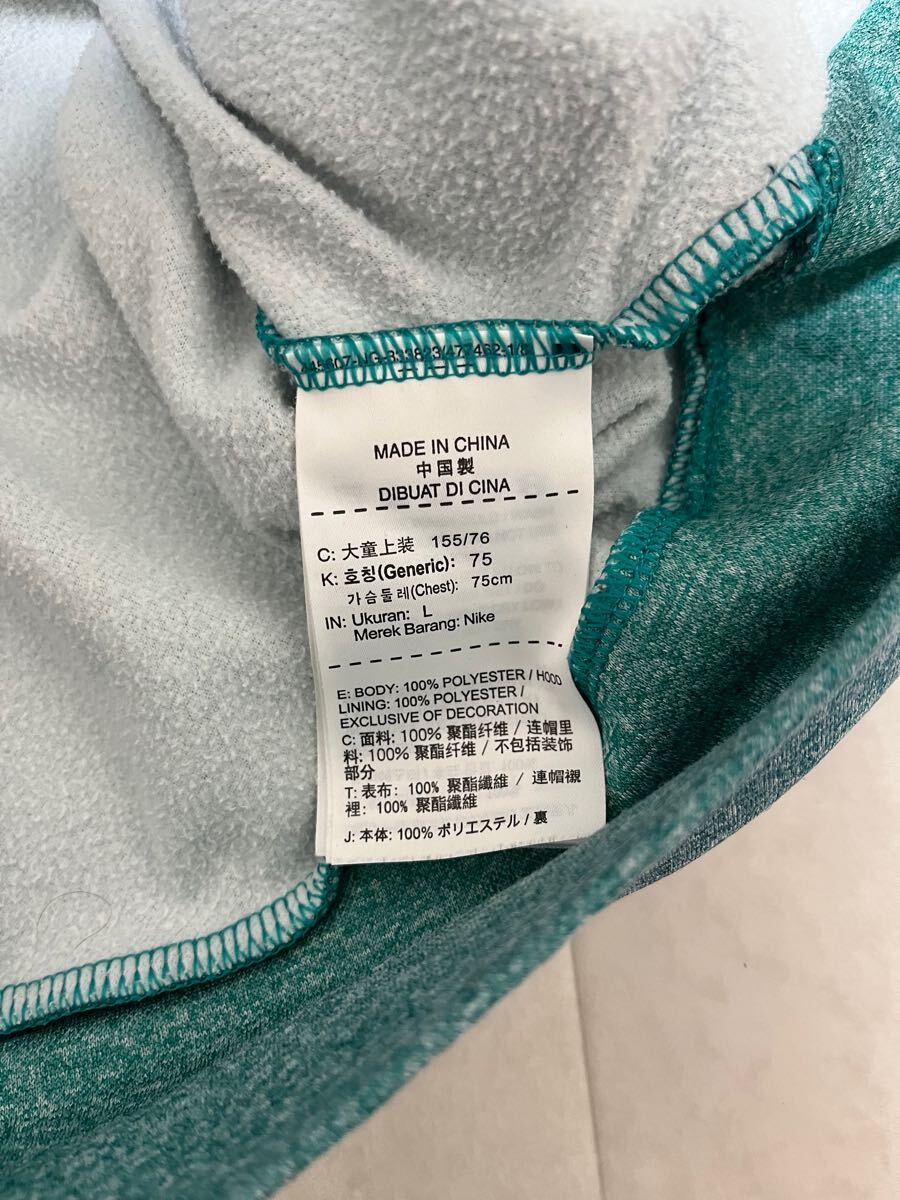 MADE IN CHINA
中国製
DIBUAT DI CINA
C: 大童上装 155/76
K: 호칭(Generic): 75
가슴둘레(Chest): 75cm
IN: Ukuran: L
Merek Barang: Nike
E: BODY: 100% POLYESTER / HOOD
LINING: 100% POLYESTER /
EXCLUSIVE OF DECORATION
C: 面料: 100% 聚酯纤维 / 连帽里
料: 100% 聚酯纤维 / 不包括装饰
部分
T: 表布: 100% 聚酯纖維 / 連帽襯
裡: 100% 聚酯纖維
J: 本体: 100% ポリエステル / 裏